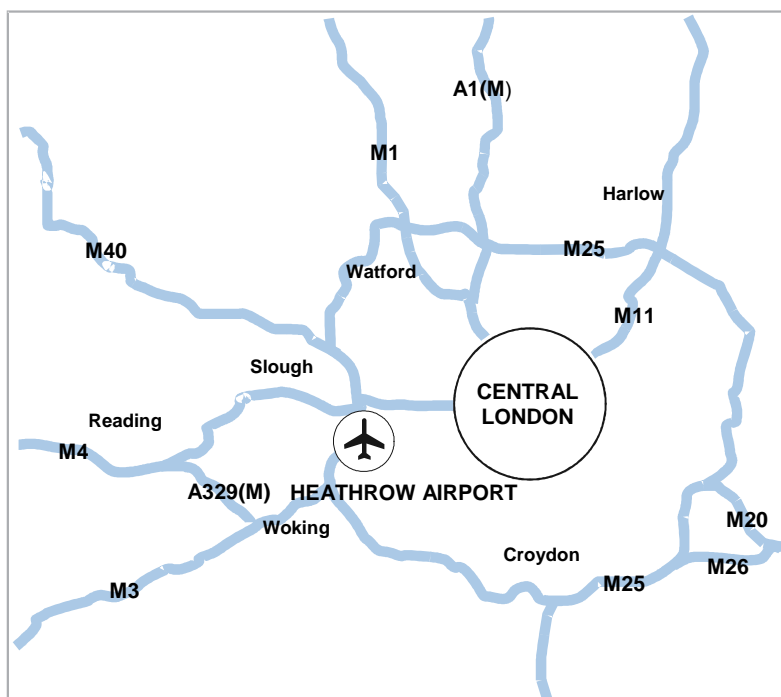 A1(M)
M1
Harlow
M40
M25
Watford
M11
Slough
CENTRAL
LONDON
Reading
M4
A329(M)
HEATHROW AIRPORT
M20
Woking
Croydon
M26
M3
M25